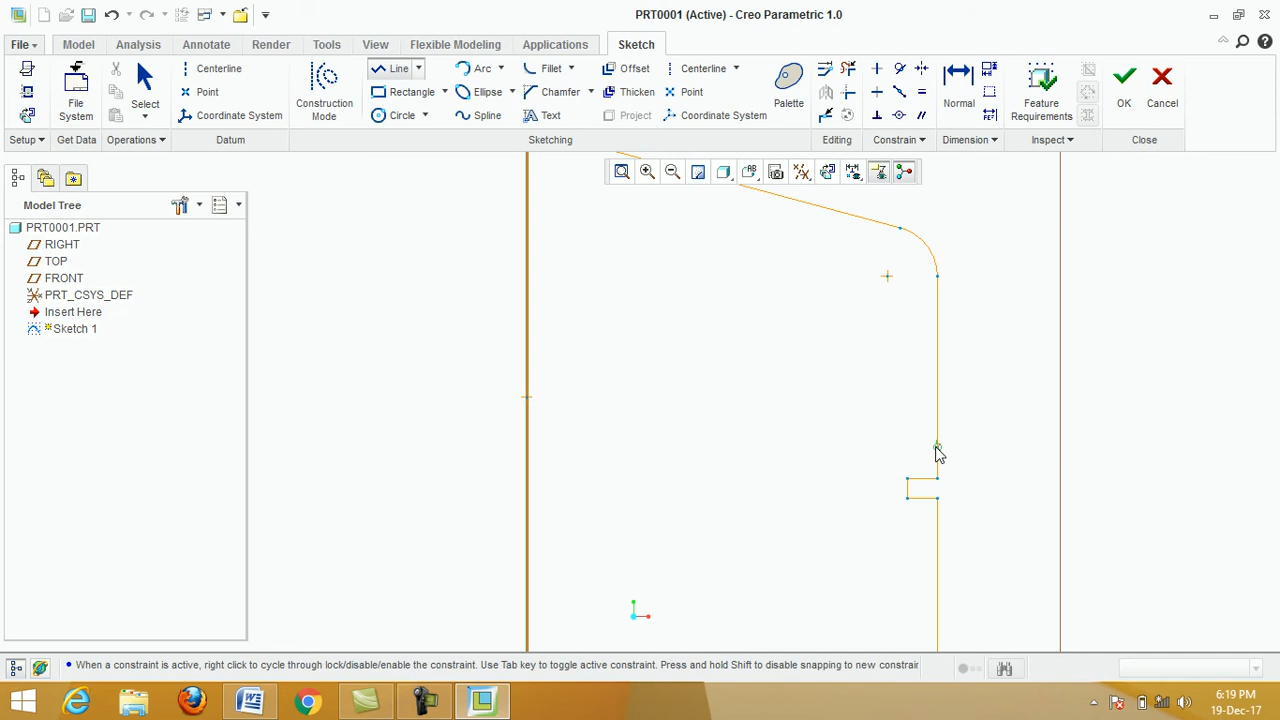 PRT0001 (Active) - Creo Parametric 1.0
File Model Analysis Annotate Render Tools View Flexible Modeling Applications Sketch
Centerline Line Arc Fillet Offset Centerline
Point Rectangle Ellipse Chamfer Thicken Point
Coordinate System Circle Spline Text Project Coordinate System
File System
Select
Construction Mode
Palette
Normal
Feature Requirements
OK
Cancel
Setup Get Data Operations Datum Sketching Editing Constrain Dimension Inspect Close
Model Tree
PRT0001.PRT
RIGHT
TOP
FRONT
PRT_CSYS_DEF
Insert Here
Sketch 1
When a constraint is active, right click to cycle through lock/disable/enable the constraint. Use Tab key to toggle active constraint. Press and hold Shift to disable snapping to new constrain
6:19 PM
19-Dec-17